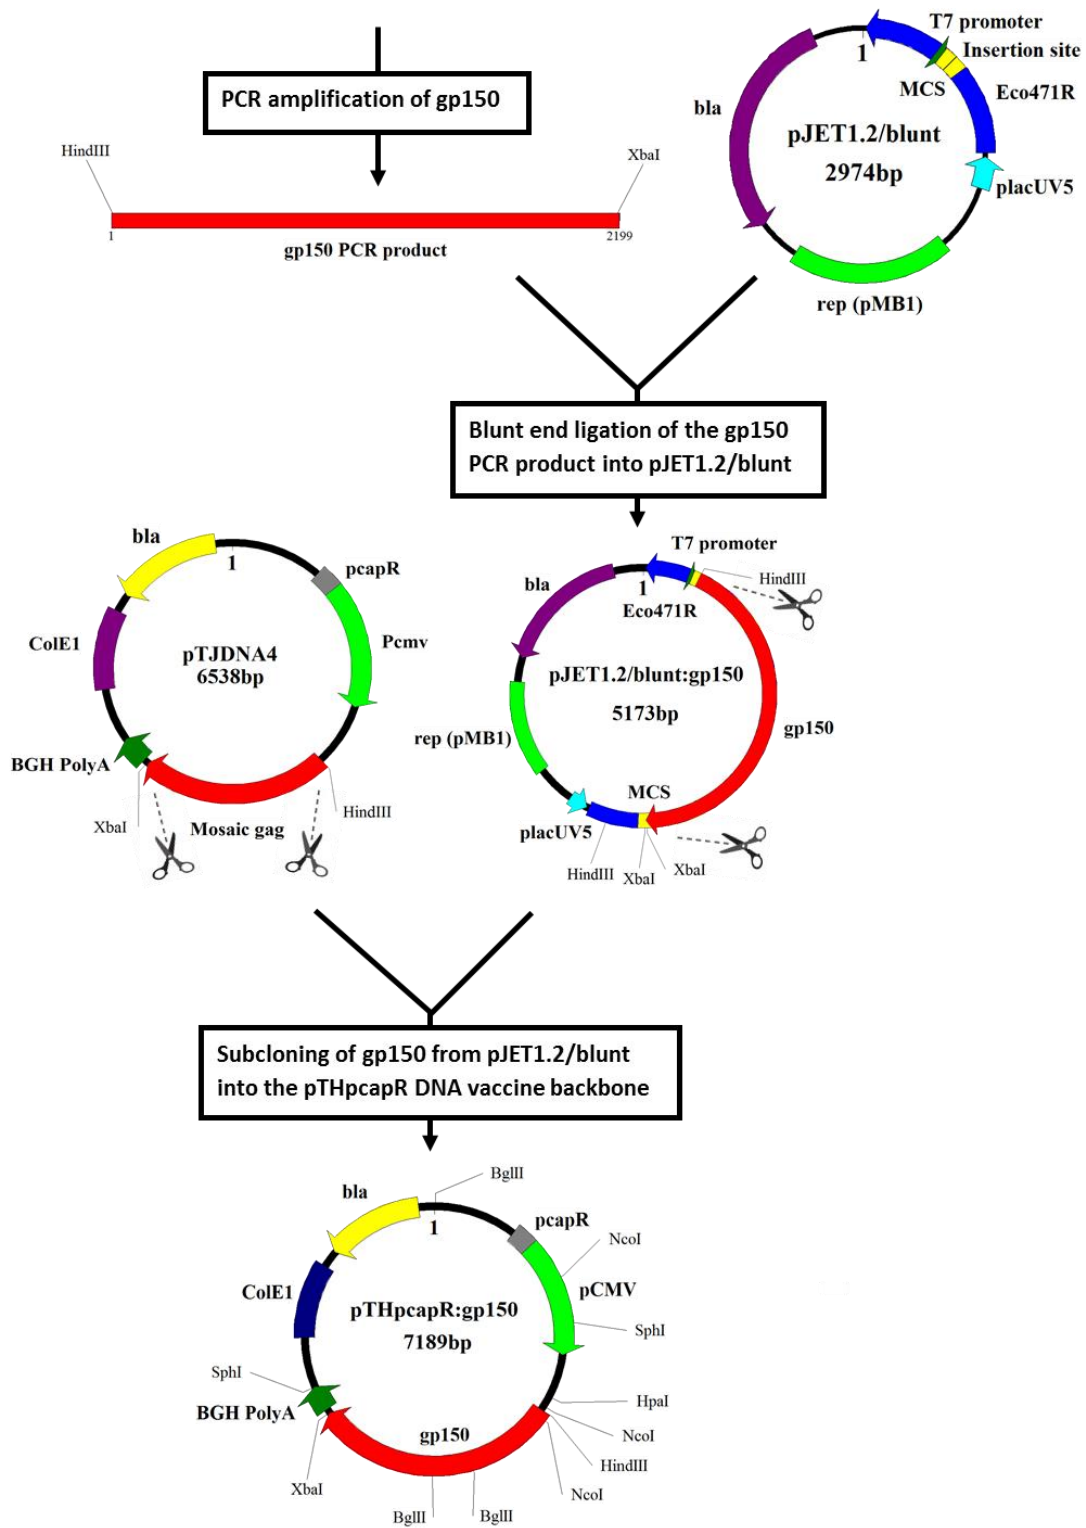 PCR amplification of gp150
HindIII
XbaI
1
2199
gp150 PCR product
T7 promoter
Insertion site
1
MCS
Eco471R
bla
pJET1.2/blunt
2974bp
placUV5
rep (pMB1)
Blunt end ligation of the gp150
PCR product into pJET1.2/blunt
bla
1
pcapR
ColE1
Pcmv
pTJDNA4
6538bp
BGH PolyA
XbaI
Mosaic gag
HindIII
T7 promoter
HindIII
bla
1
Eco471R
pJET1.2/blunt:gp150
5173bp
rep (pMB1)
gp150
MCS
placUV5
HindIII
XbaI
XbaI
Subcloning of gp150 from pJET1.2/blunt
into the pTHpcapR DNA vaccine backbone
BglII
bla
1
pcapR
NcoI
ColE1
pCMV
pTHpcapR:gp150
7189bp
SphI
SphI
BGH PolyA
HpaI
gp150
NcoI
HindIII
XbaI
NcoI
BglII
BglII